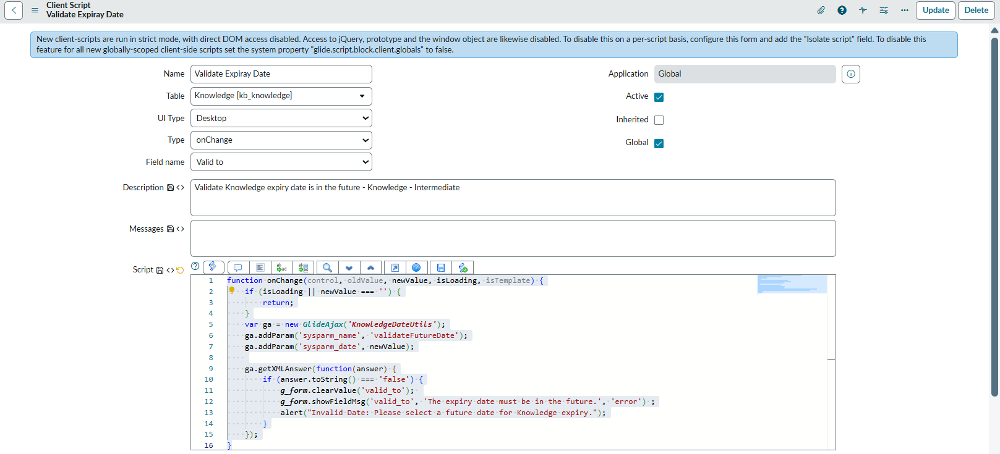 Client Script
Validate Expiray Date
Update
Delete
New client-scripts are run in strict mode, with direct DOM access disabled. Access to jQuery, prototype and the window object are likewise disabled. To disable this on a per-script basis, configure this form and add the "Isolate script" field. To disable this
feature for all new globally-scoped client-side scripts set the system property "glide.script.block.client.globals" to false.
Name Validate Expiray Date
Application Global
Table Knowledge [kb_knowledge]
Active
UI Type Desktop
Inherited
Type onChange
Global
Field name Valid to
Description Validate Knowledge expiry date is in the future - Knowledge - Intermediate
Messages
Script
1 function onChange(control, oldValue, newValue, isLoading, isTemplate) {
2 if (isLoading || newValue === '') {
3 return;
4 }
5 var ga = new GlideAjax('KnowledgeDateUtils');
6 ga.addParam('sysparm_name', 'validateFutureDate');
7 ga.addParam('sysparm_date', newValue);
8
9 ga.getXMLAnswer(function(answer) {
10 if (answer.toString() === 'false') {
11 g_form.clearValue('valid_to');
12 g_form.showFieldMsg('valid_to', 'The expiry date must be in the future.', 'error') ;
13 alert("Invalid Date: Please select a future date for Knowledge expiry.");
14 }
15 });
16 }